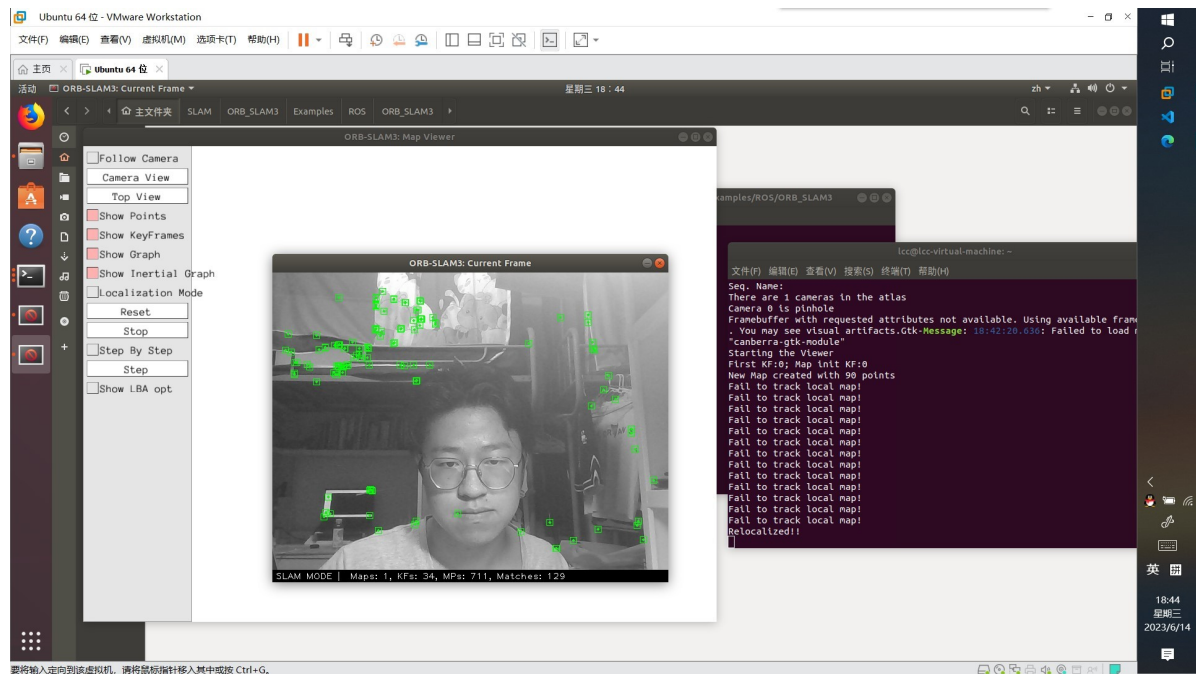 Ubuntu 64 位 - VMware Workstation
文件(F) 编辑(E) 查看(V) 虚拟机(M) 选项卡(T) 帮助(H)
主页 Ubuntu 64 位
活动 ORB-SLAM3: Current Frame 星期三 18：44 zh
主文件夹 SLAM ORB_SLAM3 Examples ROS ORB_SLAM3
ORB-SLAM3: Map Viewer
Follow Camera
Camera View
Top View
Show Points
Show KeyFrames
Show Graph
Show Inertial Graph
Localization Mode
Reset
Stop
Step By Step
Step
Show LBA opt
ORB-SLAM3: Current Frame
SLAM MODE | Maps: 1, KFs: 34, MPs: 711, Matches: 129
xamples/ROS/ORB_SLAM3
lcc@lcc-virtual-machine: ~
文件(F) 编辑(E) 查看(V) 搜索(S) 终端(T) 帮助(H)
Seq. Name:
There are 1 cameras in the atlas
Camera 0 is pinhole
Framebuffer with requested attributes not available. Using available frame
. You may see visual artifacts.Gtk-Message: 18:42:20.636: Failed to load
"canberra-gtk-module"
Starting the Viewer
First KF:0; Map init KF:0
New Map created with 90 points
Fail to track local map!
Fail to track local map!
Fail to track local map!
Fail to track local map!
Fail to track local map!
Fail to track local map!
Fail to track local map!
Fail to track local map!
Fail to track local map!
Fail to track local map!
Fail to track local map!
Fail to track local map!
Fail to track local map!
Relocalized!!
英 拼
18:44
星期三
2023/6/14
要将输入定向到该虚拟机，请将鼠标指针移入其中或按 Ctrl+G。